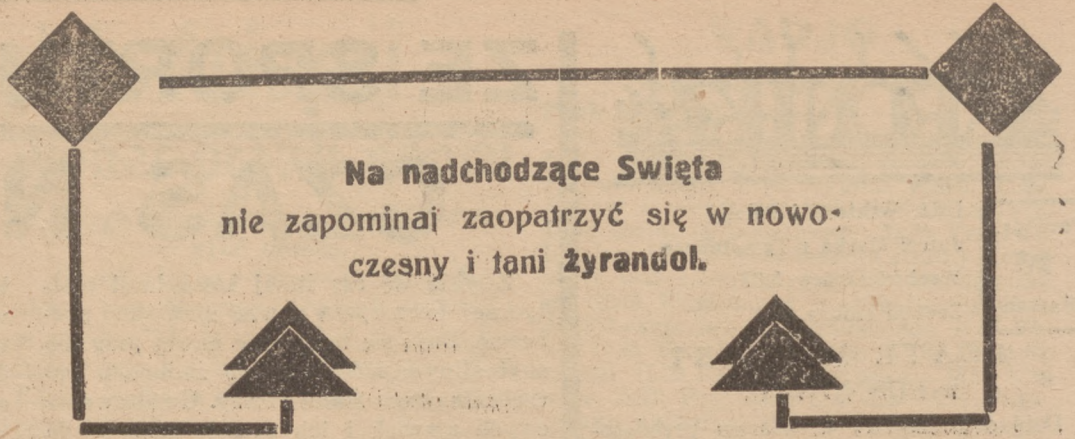 Na nadchodzące Swięta
nie zapominaj zaopatrzyć się w nowo-
czesny i tani żyrandol.